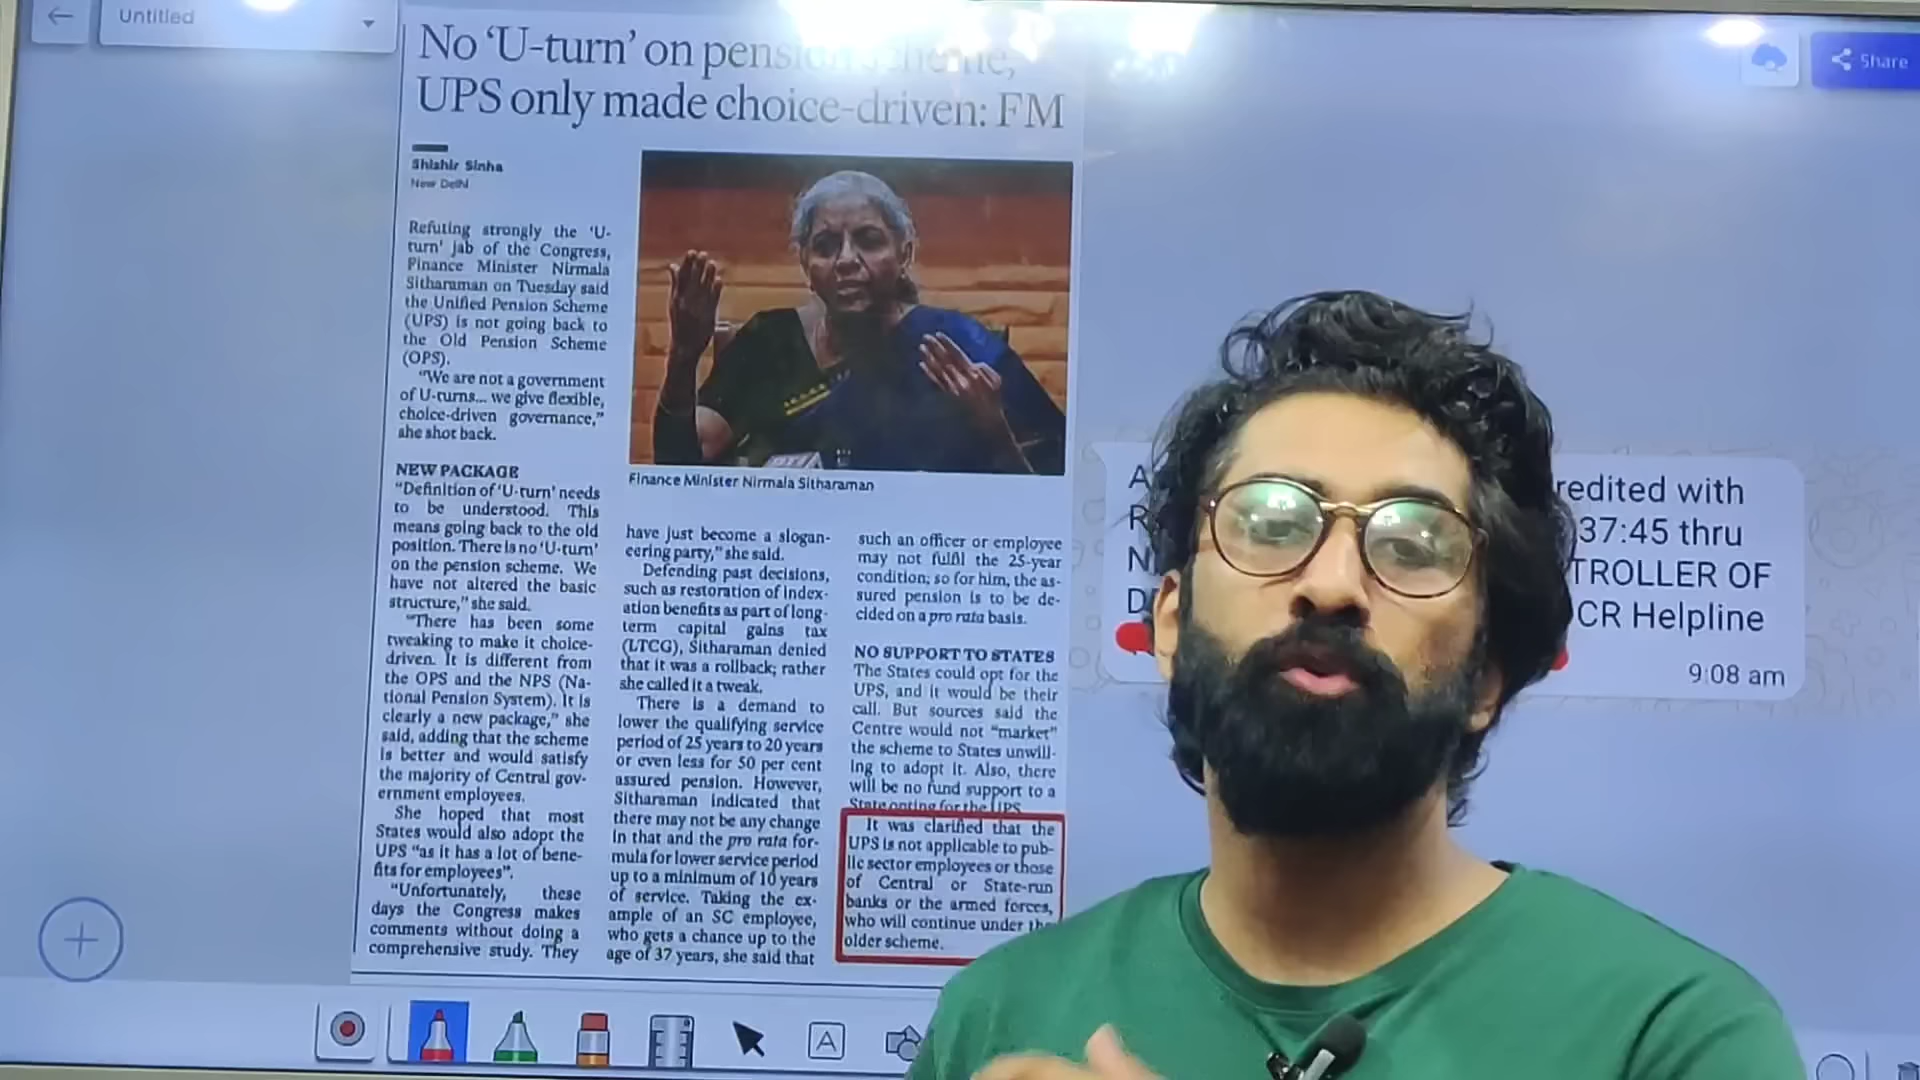 Untitled
Share
No ‘U-turn’ on pension scheme,
UPS only made choice-driven: FM
Shishir Sinha
New Delhi
Refuting strongly the ‘U-
turn’ jab of the Congress,
Finance Minister Nirmala
Sitharaman on Tuesday said
the Unified Pension Scheme
(UPS) is not going back to
the Old Pension Scheme
(OPS).
“We are not a government
of U-turns... we give flexible,
choice-driven governance,”
she shot back.
NEW PACKAGE
“Definition of ‘U-turn’ needs
to be understood. This
means going back to the old
position. There is no ‘U-turn’
on the pension scheme. We
have not altered the basic
structure,” she said.
“There has been some
tweaking to make it choice-
driven. It is different from
the OPS and the NPS (Na-
tional Pension System). It is
clearly a new package,” she
said, adding that the scheme
is better and would satisfy
the majority of Central gov-
ernment employees.
She hoped that most
States would also adopt the
UPS “as it has a lot of bene-
fits for employees”.
“Unfortunately, these
days the Congress makes
comments without doing a
comprehensive study. They
Finance Minister Nirmala Sitharaman
have just become a slogan-
eering party,” she said.
Defending past decisions,
such as restoration of index-
ation benefits as part of long-
term capital gains tax
(LTCG), Sitharaman denied
that it was a rollback; rather
she called it a tweak.
There is a demand to
lower the qualifying service
period of 25 years to 20 years
or even less for 50 per cent
assured pension. However,
Sitharaman indicated that
there may not be any change
in that and the pro rata for-
mula for lower service period
up to a minimum of 10 years
of service. Taking the ex-
ample of an SC employee,
who gets a chance up to the
age of 37 years, she said that
such an officer or employee
may not fulfil the 25-year
condition; so for him, the as-
sured pension is to be de-
cided on a pro rata basis.
NO SUPPORT TO STATES
The States could opt for the
UPS, and it would be their
call. But sources said the
Centre would not “market”
the scheme to States unwill-
ing to adopt it. Also, there
will be no fund support to a
State opting for the UPS.
It was clarified that the
UPS is not applicable to pub-
lic sector employees or those
of Central or State-run
banks or the armed forces,
who will continue under the
older scheme.
redited with
37:45 thru
TROLLER OF
CR Helpline
9:08 am
A